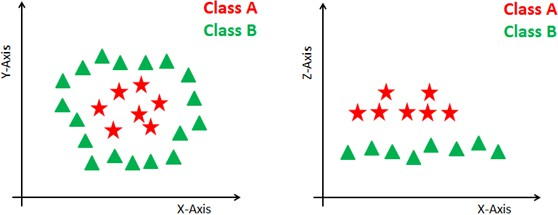 Class A
Class B
Y-Axis
X-Axis
Class A
Class B
Z-Axis
X-Axis